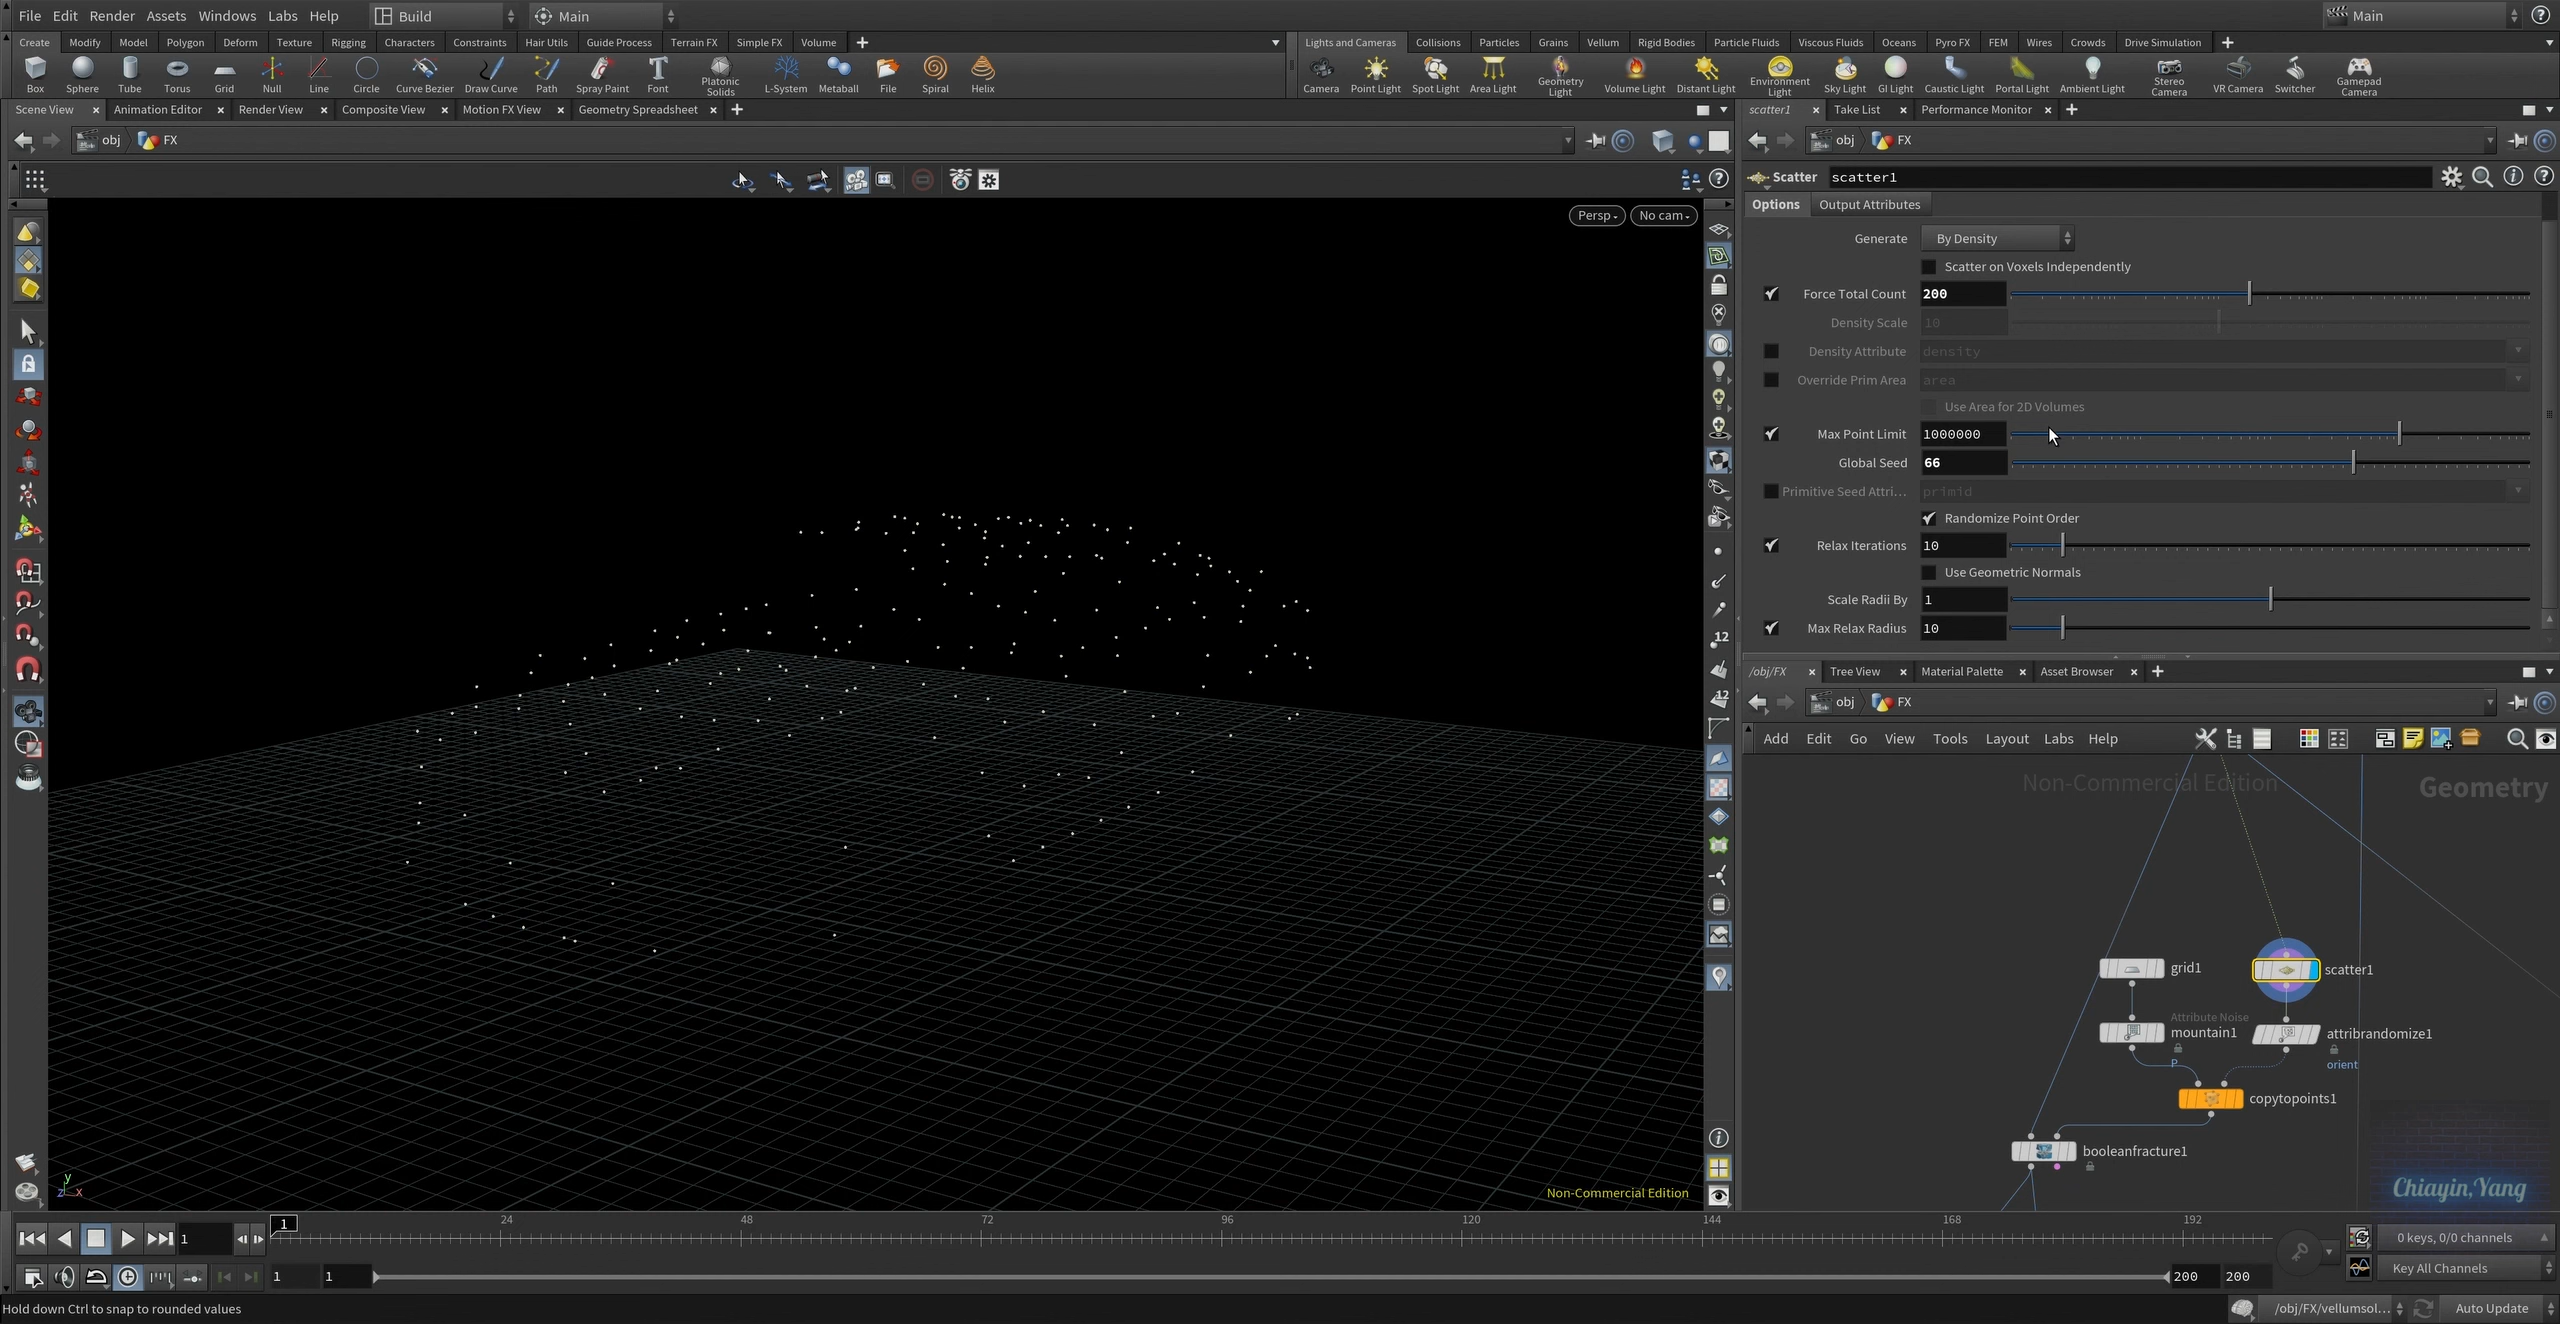 File Edit Render Assets Windows Labs Help Build Main Main
Create Modify Model Polygon Deform Texture Rigging Characters Constraints Hair Utils Guide Process Terrain FX Simple FX Volume Lights and Cameras Collisions Particles Grains Vellum Rigid Bodies Particle Fluids Viscous Fluids Oceans Pyro FX FEM Wires Crowds Drive Simulation
Box Sphere Tube Torus Grid Null Line Circle Curve Bezier Draw Curve Path Spray Paint Font Platonic Solids L-System Metaball File Spiral Helix Camera Point Light Spot Light Area Light Geometry Light Volume Light Distant Light Environment Light Sky Light GI Light Caustic Light Portal Light Ambient Light Stereo Camera VR Camera Switcher Gamepad Camera
Scene View Animation Editor Render View Composite View Motion FX View Geometry Spreadsheet
obj FX
Persp No cam
Non-Commercial Edition
scatter1 Take List Performance Monitor
obj FX
Scatter scatter1
Options Output Attributes
Generate By Density
Scatter on Voxels Independently
Force Total Count 200
Density Scale 10
Density Attribute density
Override Prim Area area
Use Area for 2D Volumes
Max Point Limit 1000000
Global Seed 66
Primitive Seed Attri... primid
Randomize Point Order
Relax Iterations 10
Use Geometric Normals
Scale Radii By 1
Max Relax Radius 10
/obj/FX Tree View Material Palette Asset Browser
obj FX
Add Edit Go View Tools Layout Labs Help
Non-Commercial Edition Geometry
grid1 scatter1
Attribute Noise
mountain1 attribrandomize1
P orient
copytopoints1
booleanfracture1
Chiayin,Yang
12
12
y
z x
1 24 48 72 96 120 144 168 192
1
0 keys, 0/0 channels
1 1 200 200 Key All Channels
Hold down Ctrl to snap to rounded values /obj/FX/vellumsol... Auto Update